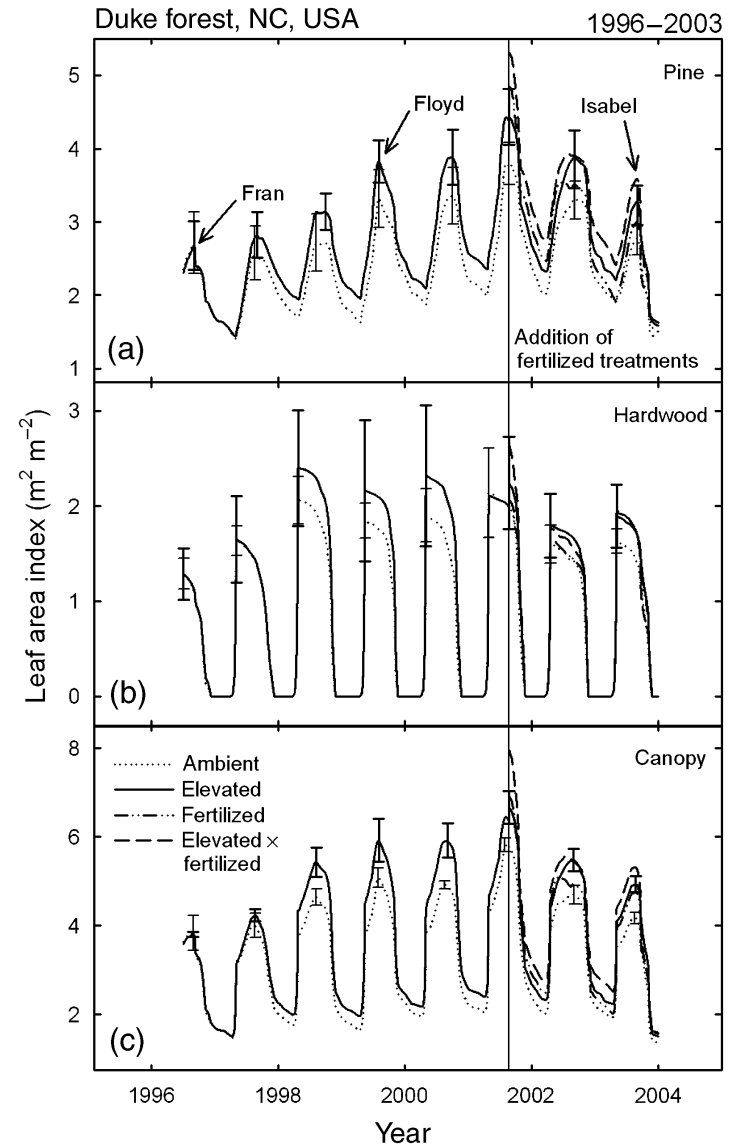 Duke forest, NC, USA
1996–2003
Pine
5
4
3
2
1
Fran
Floyd
Isabel
Addition of
fertilized treatments
(a)
Hardwood
3
2
1
0
(b)
Leaf area index (m² m⁻²)
Canopy
8
6
4
2
Ambient
Elevated
Fertilized
Elevated ×
fertilized
(c)
1996 1998 2000 2002 2004
Year